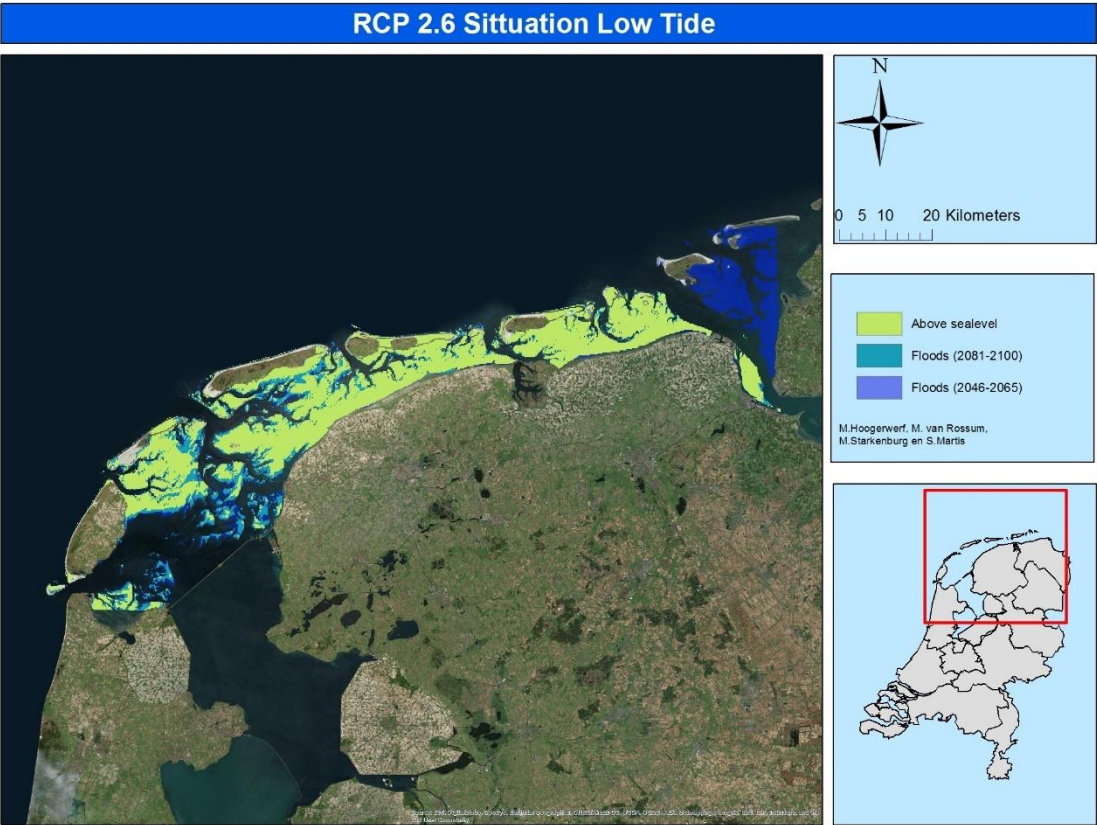 RCP 2.6 Sittuation Low Tide
N
0 5 10 20 Kilometers
Above sealevel
Floods (2081-2100)
Floods (2046-2065)
M.Hoogerwerf, M. van Rossum,
M.Starkenburg en S.Martis